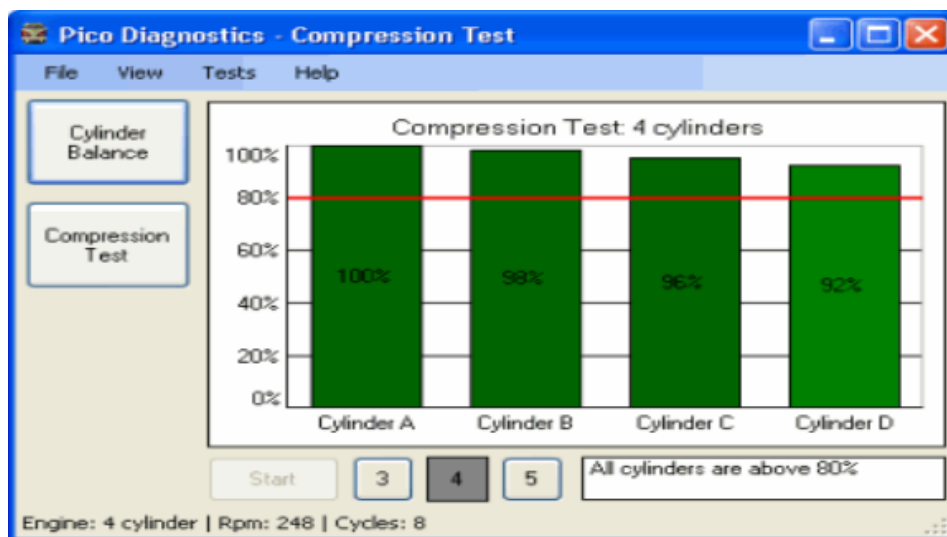 Pico Diagnostics - Compression Test
File View Tests Help
Cylinder
Balance
Compression
Test
Compression Test: 4 cylinders
100%
80%
60%
40%
20%
0%
100% 98% 96% 92%
Cylinder A Cylinder B Cylinder C Cylinder D
Start 3 4 5 All cylinders are above 80%
Engine: 4 cylinder | Rpm: 248 | Cycles: 8